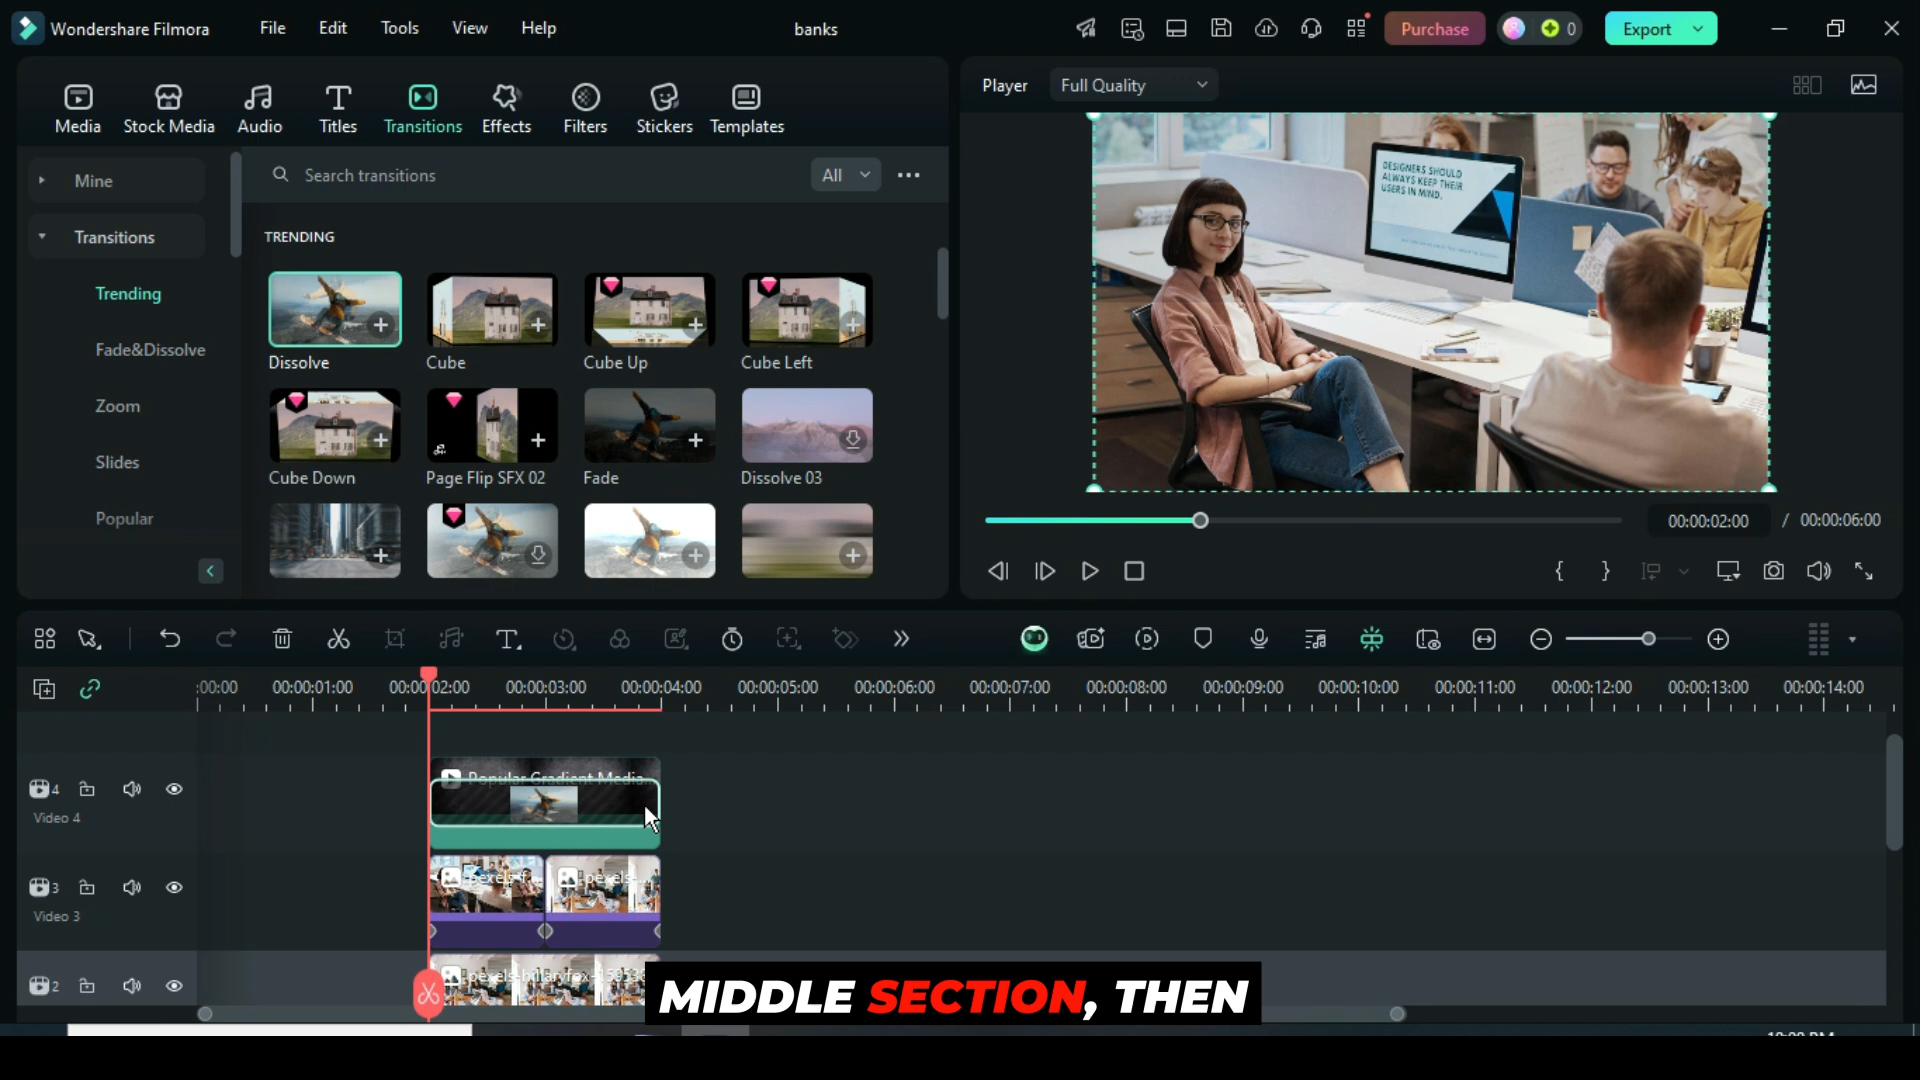 Wondershare Filmora
File
Edit
Tools
View
Help
banks
Purchase
0
Export
Media
Stock Media
Audio
Titles
Transitions
Effects
Filters
Stickers
Templates
Player
Full Quality
Mine
Transitions
Trending
Fade&Dissolve
Zoom
Slides
Popular
Search transitions
All
TRENDING
Dissolve
Cube
Cube Up
Cube Left
Cube Down
Page Flip SFX 02
Fade
Dissolve 03
DESIGNERS SHOULD
ALWAYS KEEP THEIR
USERS IN MIND.
00:00:02:00 / 00:00:06:00
:00:00 00:00:01:00 00:00:02:00 00:00:03:00 00:00:04:00 00:00:05:00 00:00:06:00 00:00:07:00 00:00:08:00 00:00:09:00 00:00:10:00 00:00:11:00 00:00:12:00 00:00:13:00 00:00:14:00
4
Video 4
Popular Gradient Media
3
Video 3
pexels-f...
pexels-...
2
pexels-hillaryfox-
MIDDLE SECTION, THEN